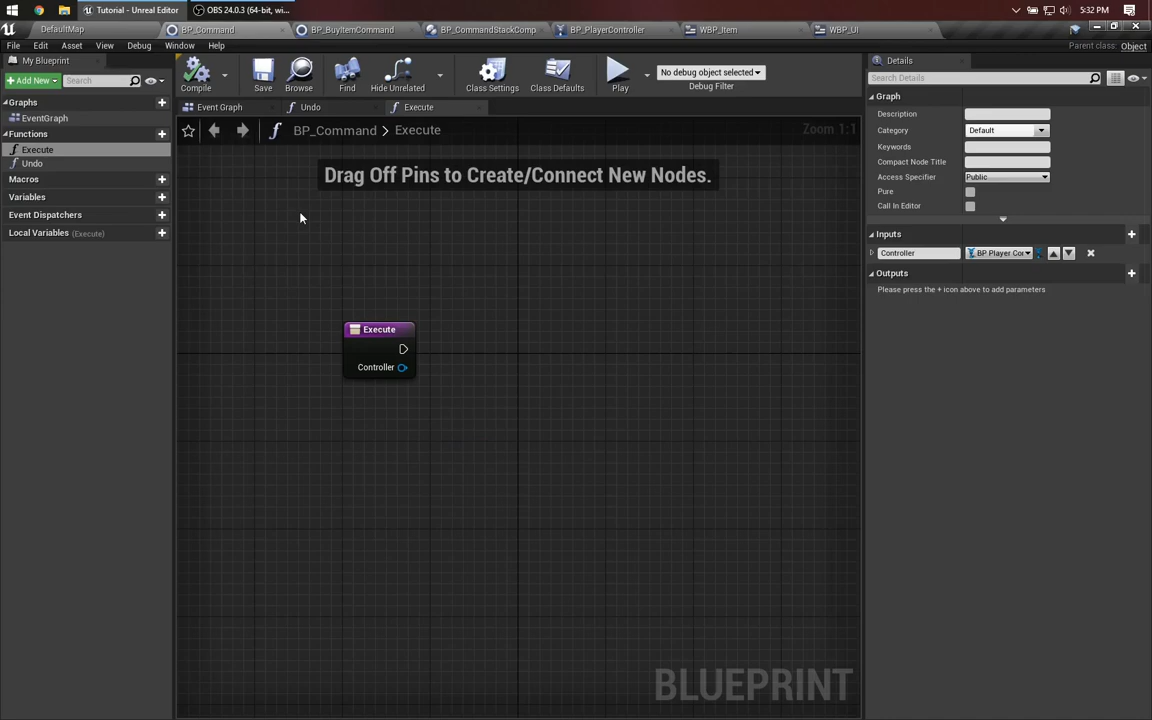 Tutorial - Unreal Editor
OBS 24.0.3 (64-bit, wi...
5:32 PM
DefaultMap
BP_Command
BP_BuyItemCommand
BP_CommandStackComp
BP_PlayerController
WBP_Item
WBP_UI
File Edit Asset View Debug Window Help
Parent class: Object
My Blueprint
Add New
Search
Graphs
EventGraph
Functions
Execute
Undo
Macros
Variables
Event Dispatchers
Local Variables (Execute)
Compile
Save
Browse
Find
Hide Unrelated
Class Settings
Class Defaults
Play
No debug object selected
Debug Filter
Event Graph
Undo
Execute
BP_Command > Execute
Zoom 1:1
Drag Off Pins to Create/Connect New Nodes.
Execute
Controller
BLUEPRINT
Details
Search Details
Graph
Description
Category Default
Keywords
Compact Node Title
Access Specifier Public
Pure
Call In Editor
Inputs
Controller BP Player Cor
Outputs
Please press the + icon above to add parameters